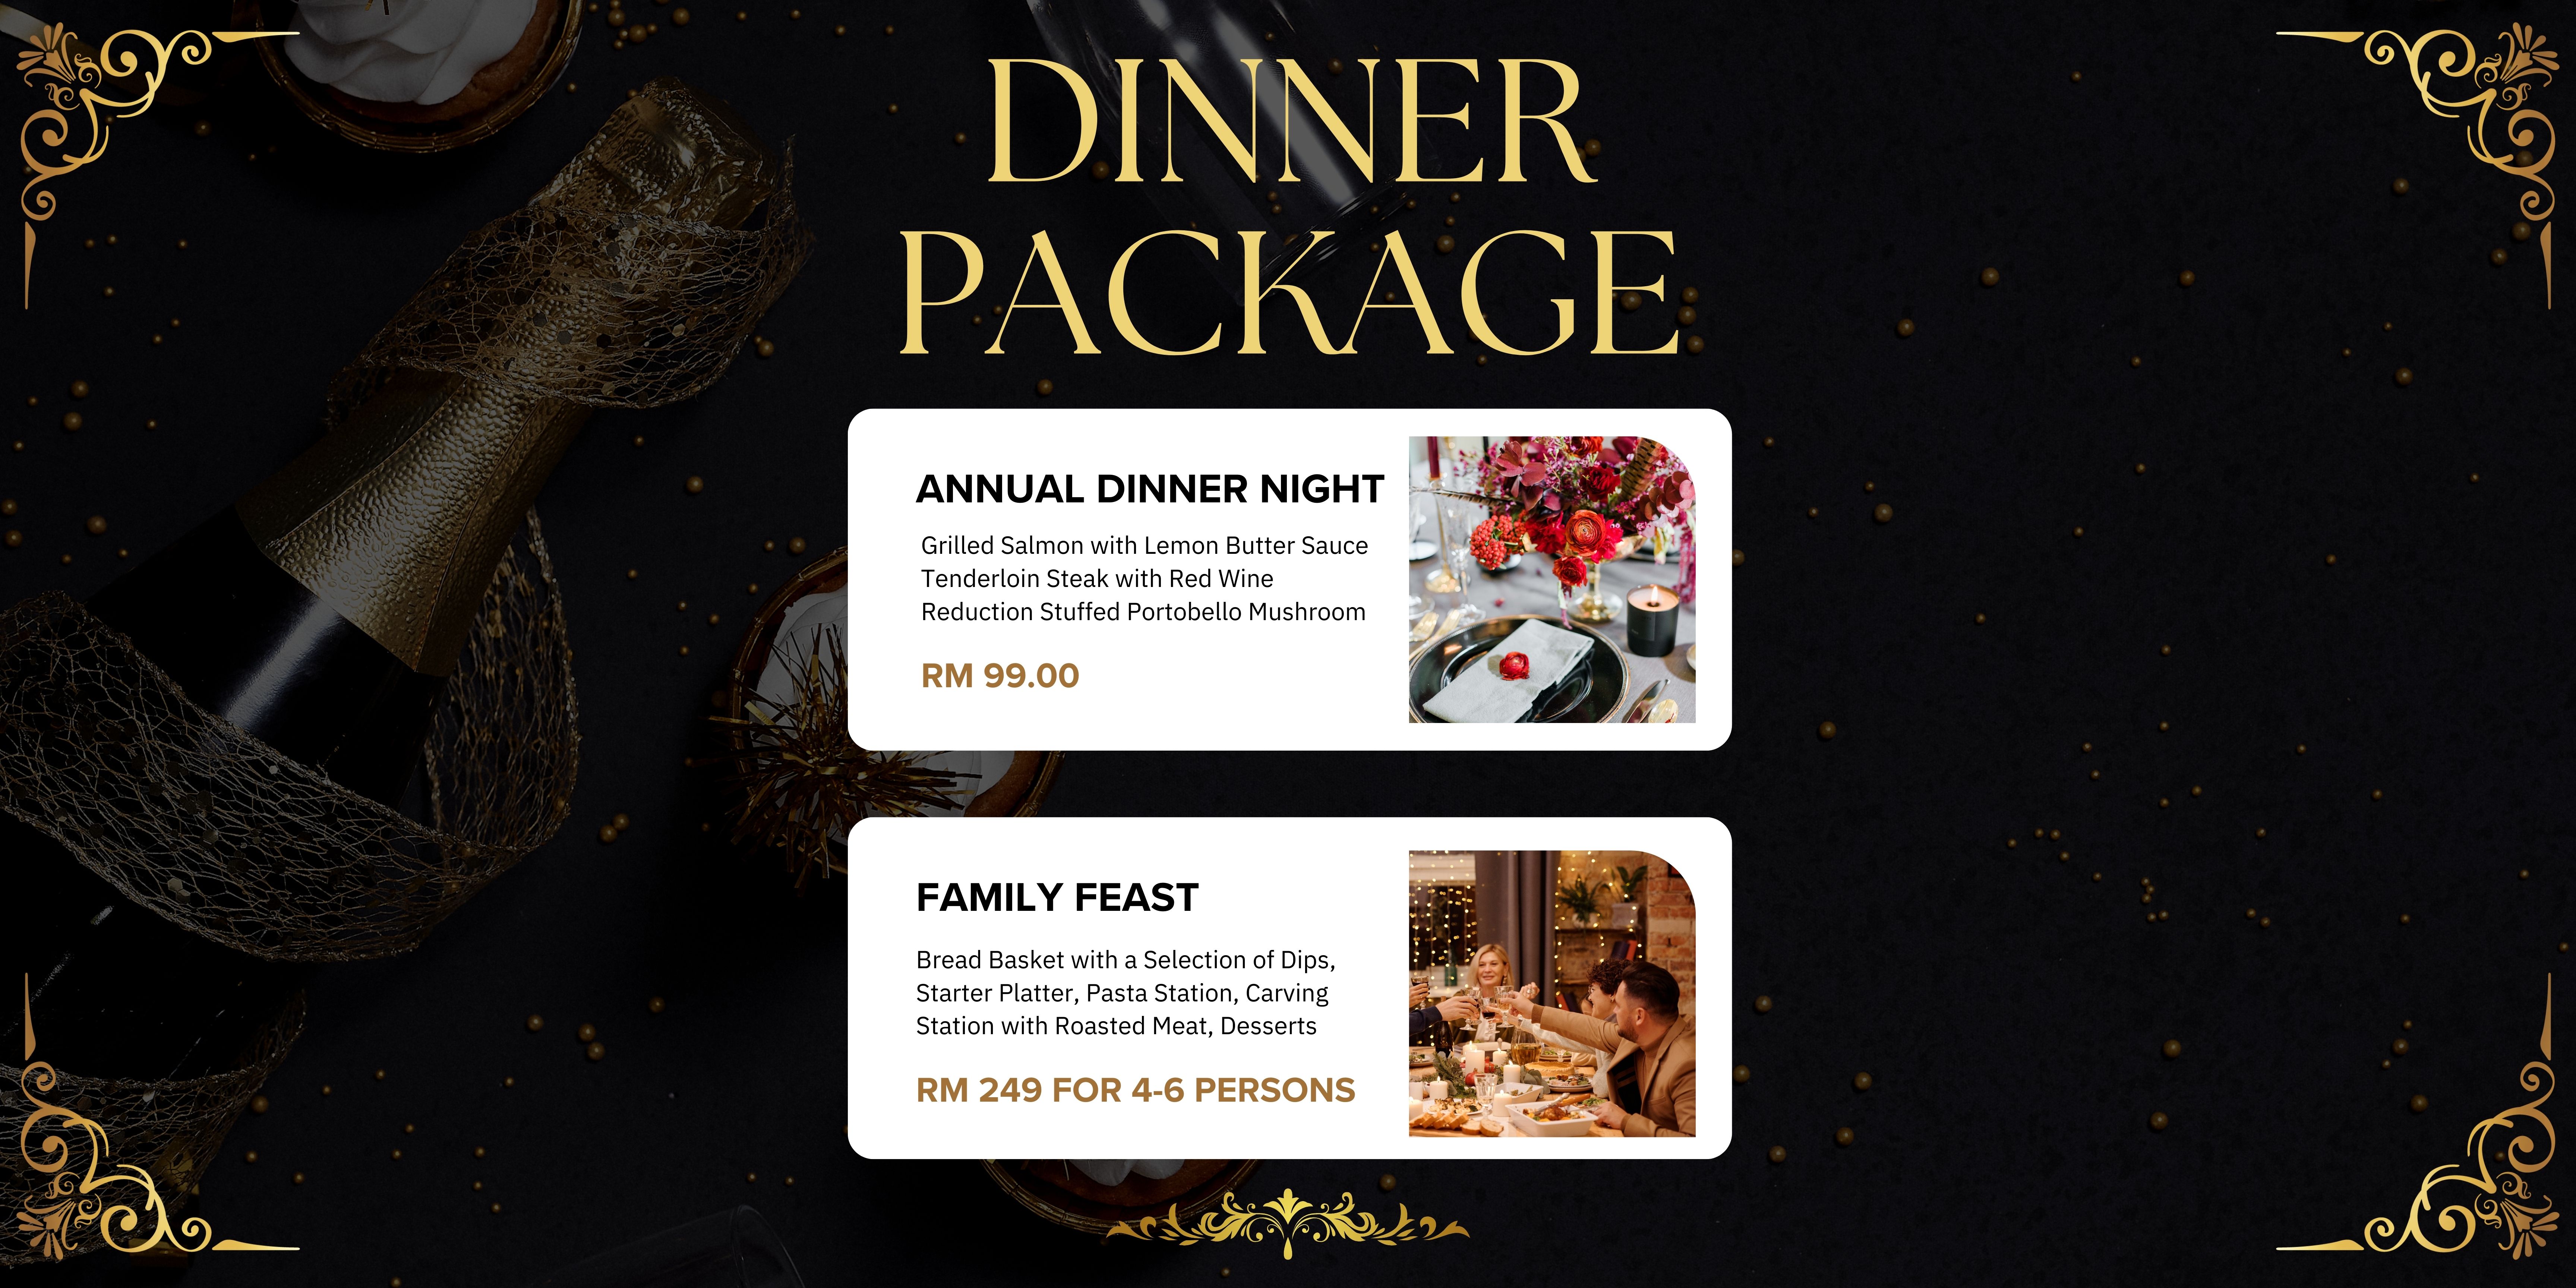 DINNER
PACKAGE
ANNUAL DINNER NIGHT
Grilled Salmon with Lemon Butter Sauce
Tenderloin Steak with Red Wine
Reduction Stuffed Portobello Mushroom
RM 99.00
FAMILY FEAST
Bread Basket with a Selection of Dips,
Starter Platter, Pasta Station, Carving
Station with Roasted Meat, Desserts
RM 249 FOR 4-6 PERSONS